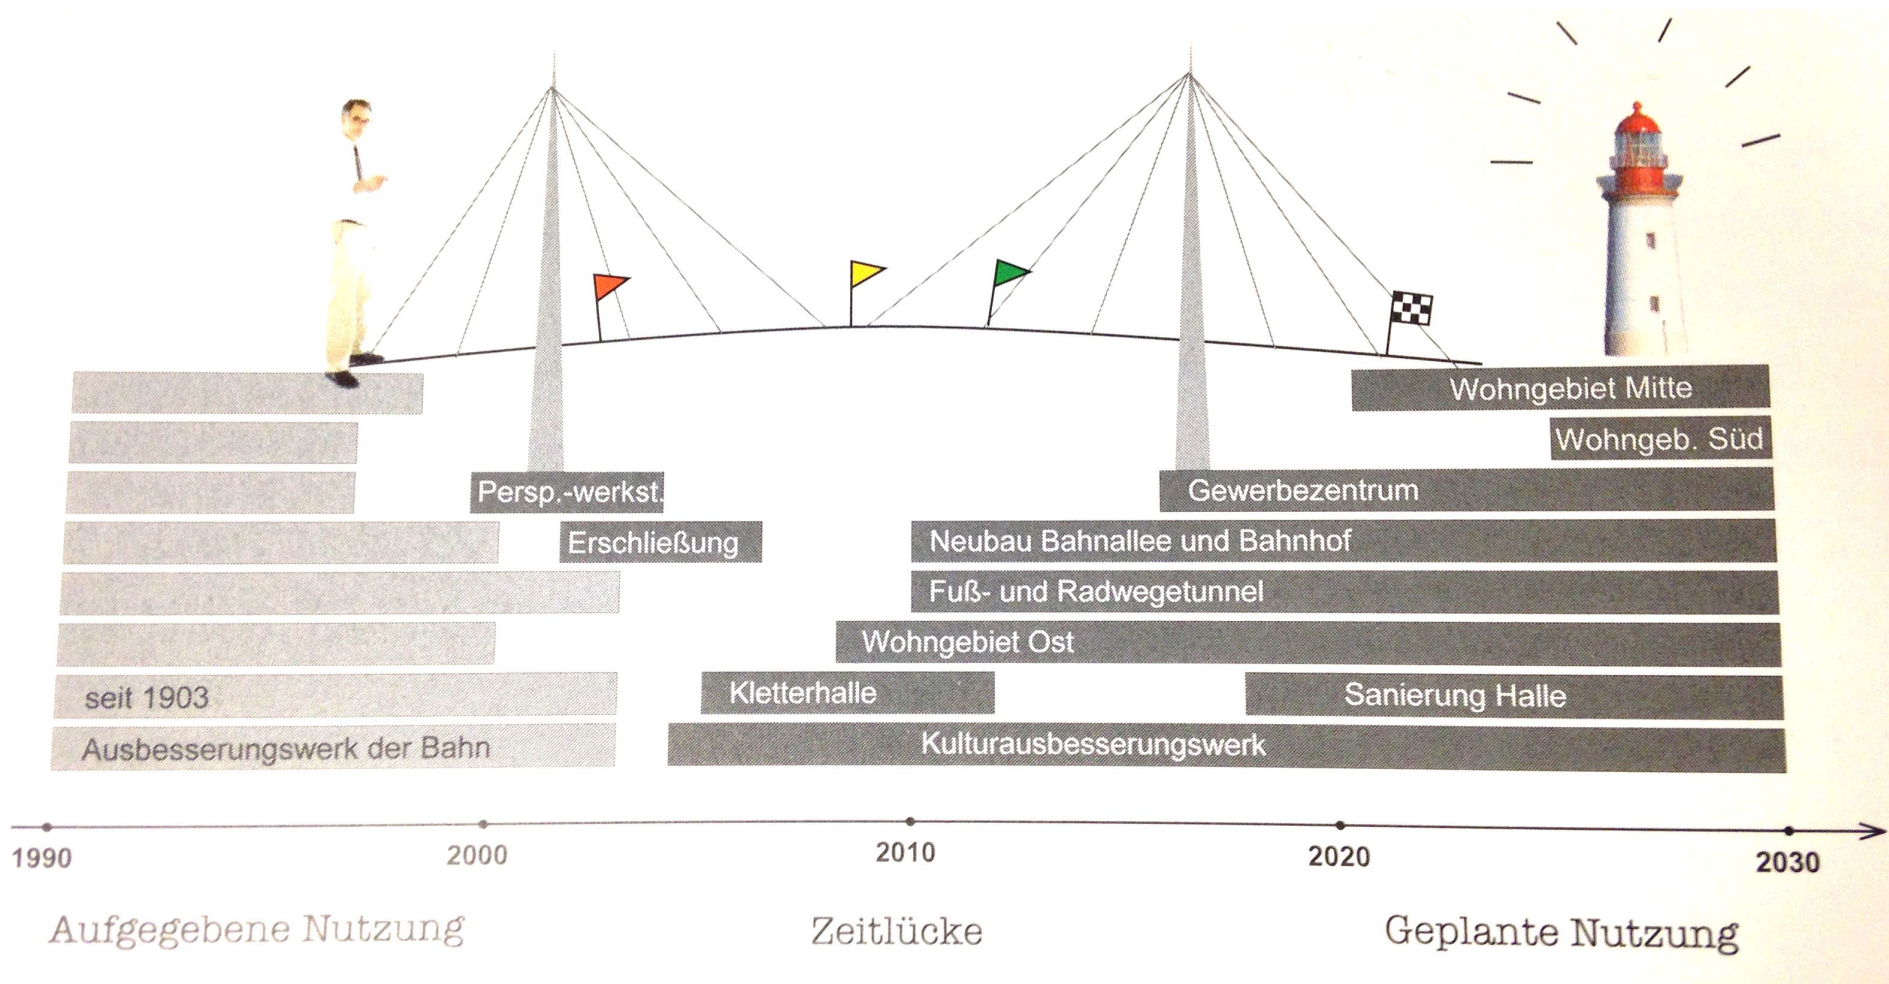 Wohngebiet Mitte
Wohngeb. Süd
Persp.-werkst.
Gewerbezentrum
Erschließung
Neubau Bahnallee und Bahnhof
Fuß- und Radwegetunnel
Wohngebiet Ost
seit 1903
Kletterhalle
Sanierung Halle
Ausbesserungswerk der Bahn
Kulturausbesserungswerk
1990
2000
2010
2020
2030
Aufgegebene Nutzung
Zeitlücke
Geplante Nutzung